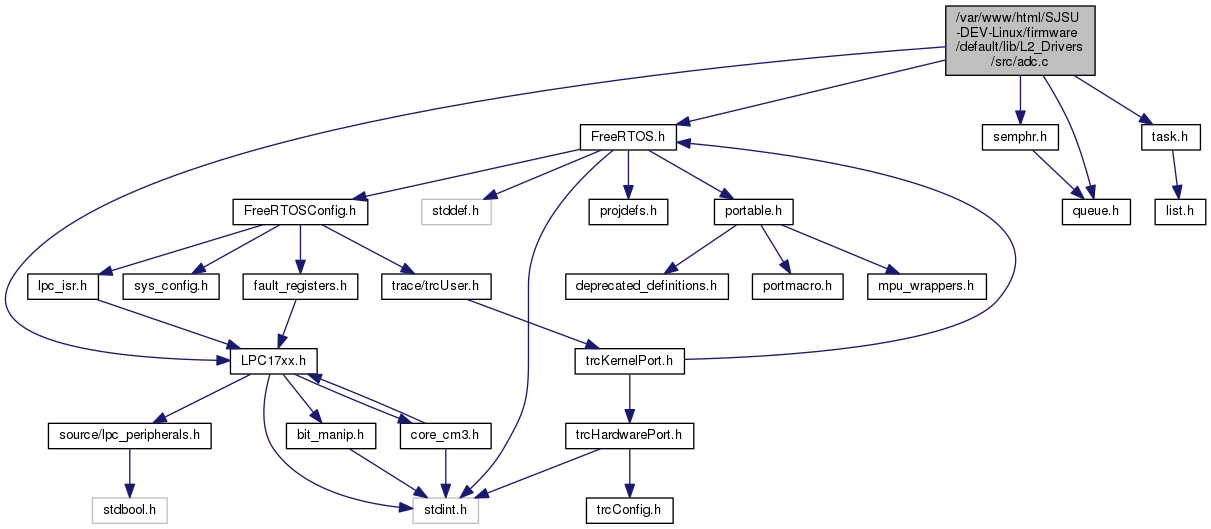 /var/www/html/SJSU
-DEV-Linux/firmware
/default/lib/L2_Drivers
/src/adc.c
FreeRTOS.h
semphr.h
task.h
FreeRTOSConfig.h
stddef.h
projdefs.h
portable.h
queue.h
list.h
lpc_isr.h
sys_config.h
fault_registers.h
trace/trcUser.h
deprecated_definitions.h
portmacro.h
mpu_wrappers.h
LPC17xx.h
trcKernelPort.h
source/lpc_peripherals.h
bit_manip.h
core_cm3.h
trcHardwarePort.h
stdbool.h
stdint.h
trcConfig.h